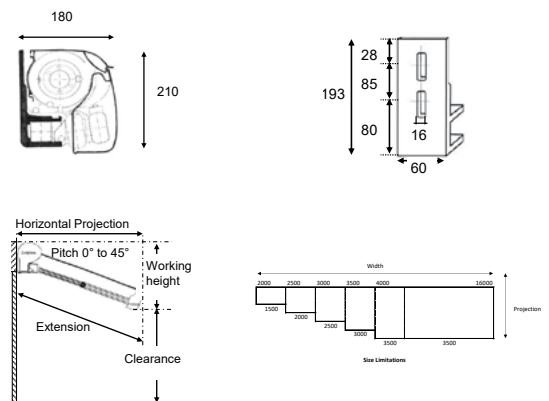 180
210
28
85
193
80
16
60
Horizontal Projection
Pitch 0° to 45°
Working
height
Extension
Clearance
Width
2000 2500 3000 3500 4000 16000
1500
2000
2500
3000
3500 3500
Projection
Size Limitations